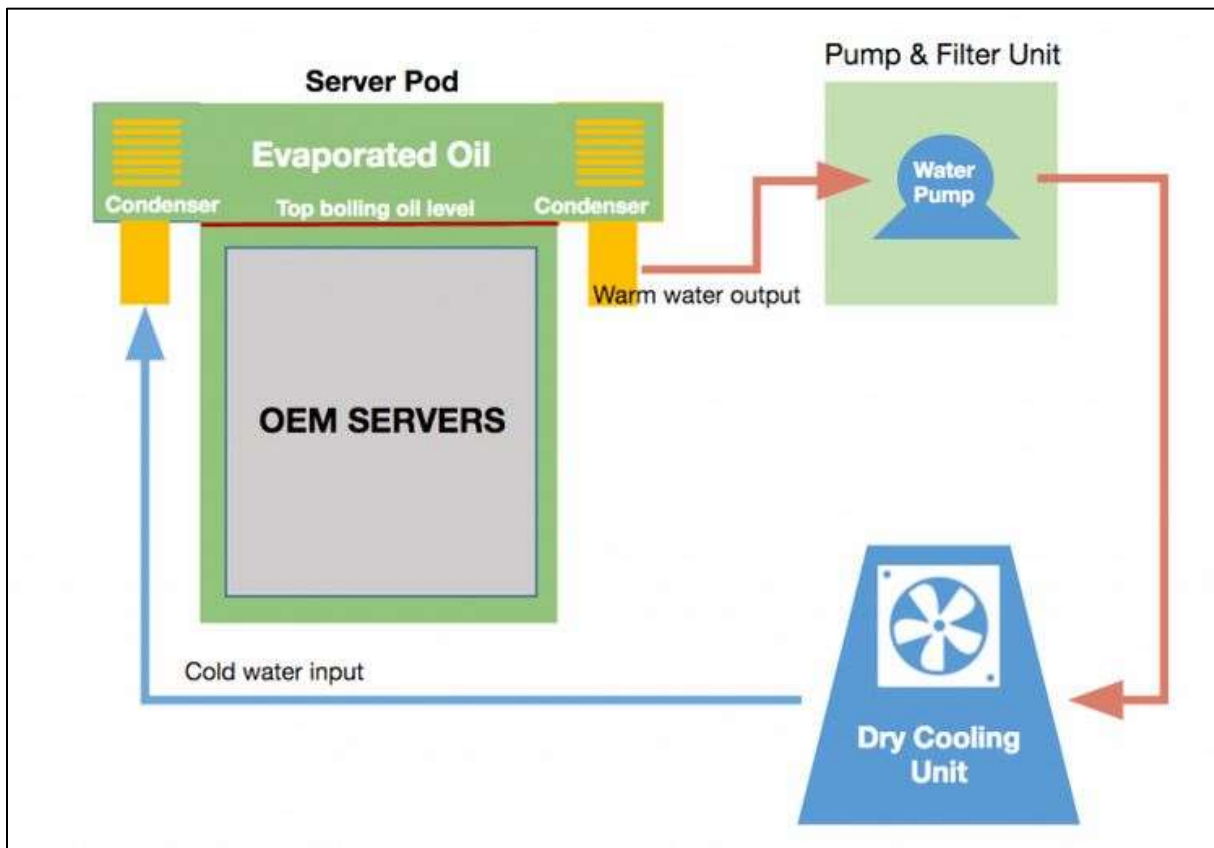 Server Pod
Pump & Filter Unit
Evaporated Oil
Condenser
Top boiling oil level
Condenser
Water
Pump
Warm water output
OEM SERVERS
Cold water input
Dry Cooling
Unit